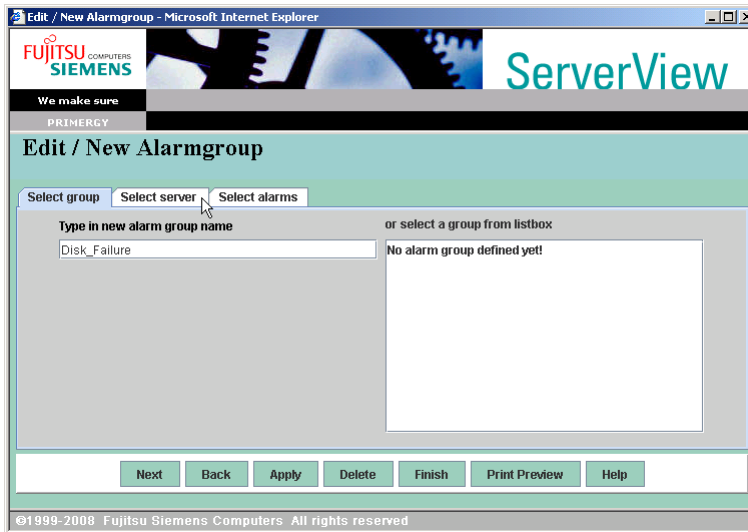 Edit / New Alarmgroup - Microsoft Internet Explorer
FUJITSU COMPUTERS
SIEMENS
ServerView
We make sure
PRIMERGY
Edit / New Alarmgroup
Select group Select server Select alarms
Type in new alarm group name or select a group from listbox
Disk_Failure No alarm group defined yet!
Next Back Apply Delete Finish Print Preview Help
©1999-2008 Fujitsu Siemens Computers All rights reserved